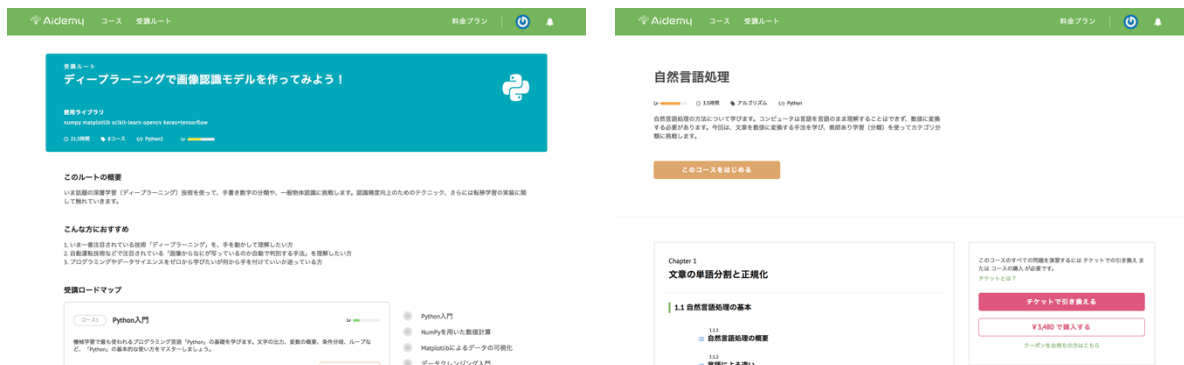 Aidemy コース 受講ルート 料金プラン
受講ルート
ディープラーニングで画像認識モデルを作ってみよう！
使用ライブラリ
numpy matplotlib scikit-learn opencv keras+tensorflow
21.5時間 8コース Python3 Lv
このルートの概要
いま話題の深層学習（ディープラーニング）技術を使って、手書き数字の分類や、一般物体認識に挑戦します。認識精度向上のためのテクニック、さらには転移学習の実装に関
して触れていきます。
こんな方におすすめ
1. いま一番注目されている技術「ディープラーニング」を、手を動かして理解したい方
2. 自動運転技術などで注目されている「画像からなにが写っているのか自動で判別する手法」を理解したい方
3. プログラミングやデータサイエンスをゼロから学びたいが何から手を付けていいか迷っている方
受講ロードマップ
コース1 Python入門 Lv
機械学習で最も使われるプログラミング言語「Python」の基礎を学びます。文字の出力、変数の概要、条件分岐、ループな
ど、「Python」の基本的な使い方をマスターしましょう。
Python入門
NumPyを用いた数値計算
Matplotlibによるデータの可視化
データクレンジング入門
Aidemy コース 受講ルート 料金プラン
自然言語処理
Lv 3.5時間 アルゴリズム Python
自然言語処理の方法について学びます。コンピュータは言語を言語のまま理解することはできず、数値に変換
する必要があります。今回は、文章を数値に変換する手法を学び、教師あり学習（分類）を使ってカテゴリ分
類に挑戦します。
このコースをはじめる
Chapter 1
文章の単語分割と正規化
1.1 自然言語処理の基本
1.1.1
自然言語処理の概要
1.1.2
言語による違い
このコースのすべての問題を演習するには チケットでの引き換え ま
たは コースの購入 が必要です。
チケットとは？
チケットで引き換える
¥3,480 で購入する
クーポンをお持ちの方はこちら